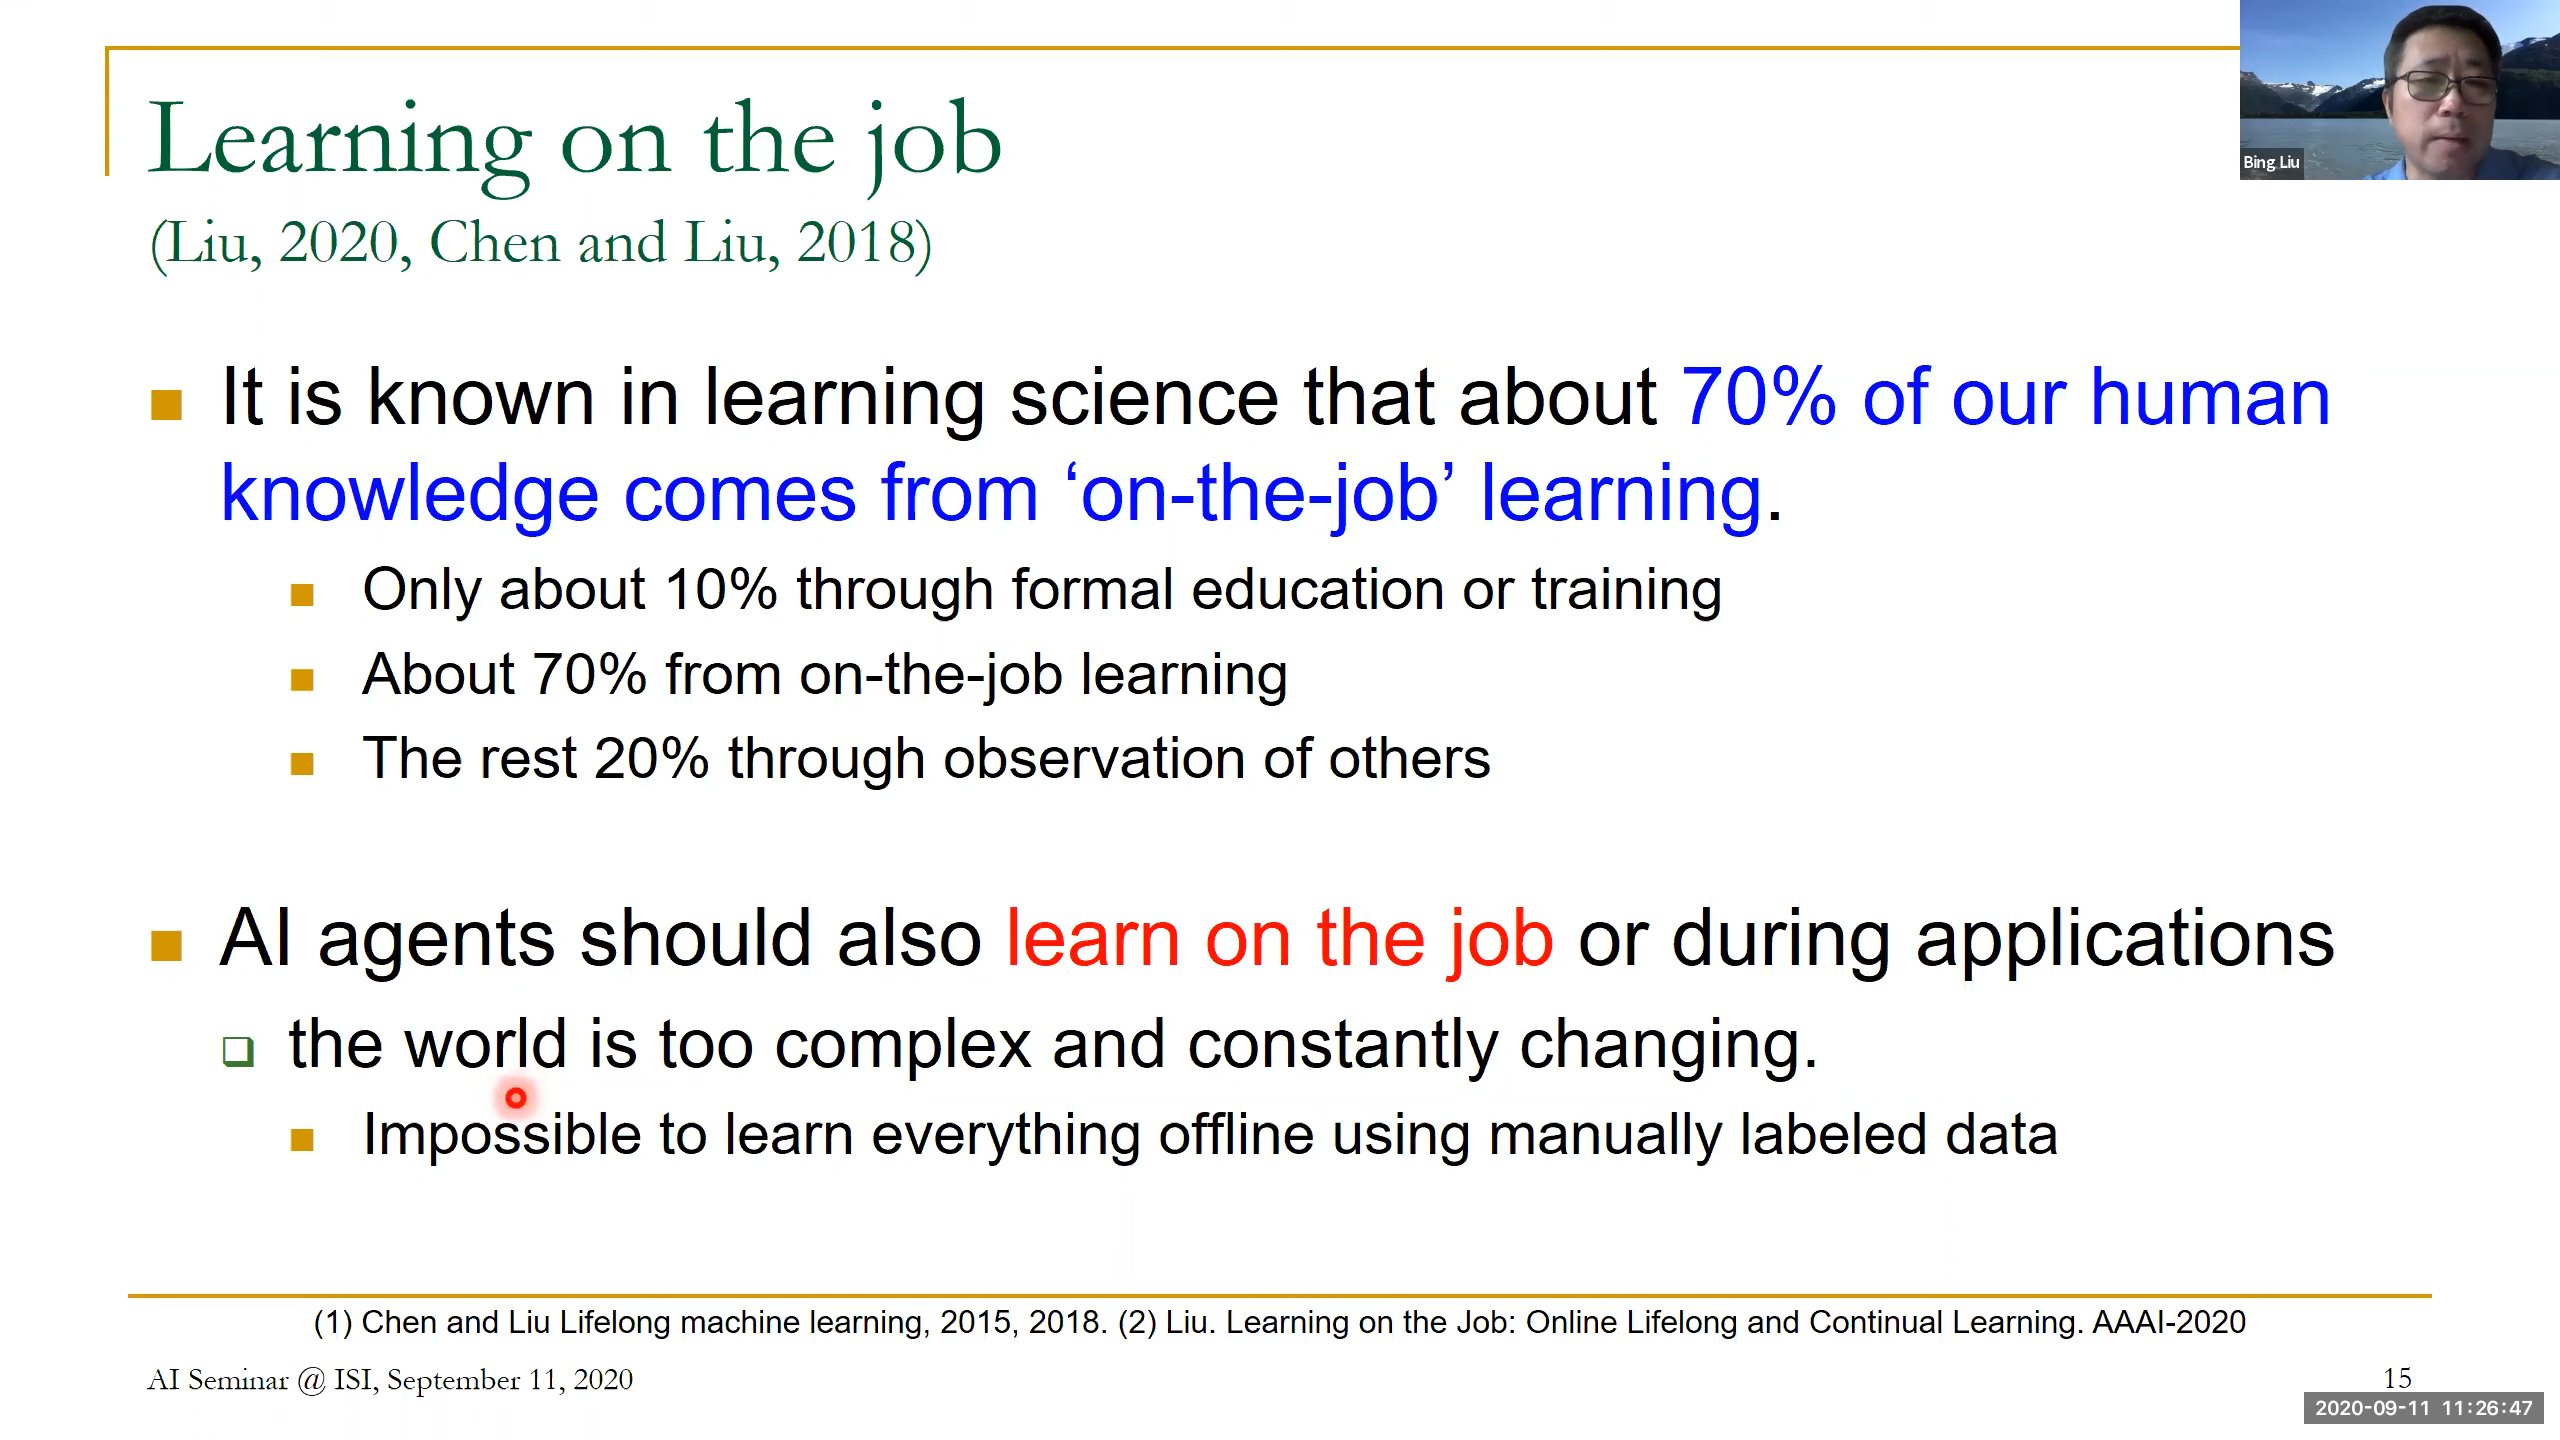 Learning on the job
(Liu, 2020, Chen and Liu, 2018)
Bing Liu
It is known in learning science that about 70% of our human
knowledge comes from ‘on-the-job’ learning.
Only about 10% through formal education or training
About 70% from on-the-job learning
The rest 20% through observation of others
AI agents should also learn on the job or during applications
the world is too complex and constantly changing.
Impossible to learn everything offline using manually labeled data
(1) Chen and Liu Lifelong machine learning, 2015, 2018. (2) Liu. Learning on the Job: Online Lifelong and Continual Learning. AAAI-2020
AI Seminar @ ISI, September 11, 2020
15
2020-09-11 11:26:47